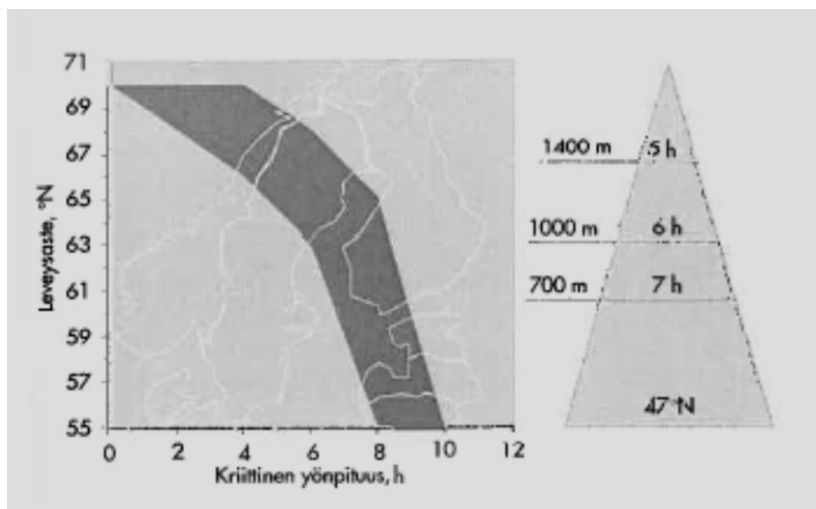 71
69
67
65
63
61
59
57
55
Leveysaste, °N
0 2 4 6 8 10 12
Kriittinen yönpituus, h
1400 m 5 h
1000 m 6 h
700 m 7 h
47°N